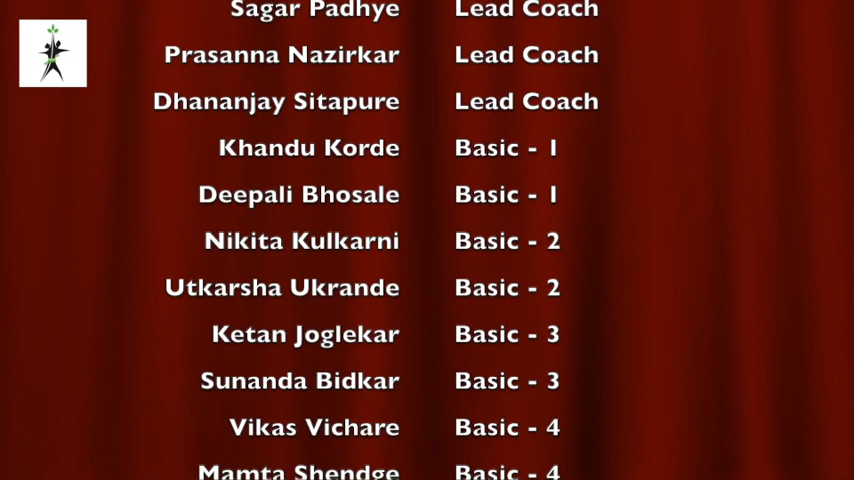 Sagar Padhye Lead Coach
Prasanna Nazirkar Lead Coach
Dhananjay Sitapure Lead Coach
Khandu Korde Basic - 1
Deepali Bhosale Basic - 1
Nikita Kulkarni Basic - 2
Utkarsha Ukrande Basic - 2
Ketan Joglekar Basic - 3
Sunanda Bidkar Basic - 3
Vikas Vichare Basic - 4
Mamta Shendge Basic - 4